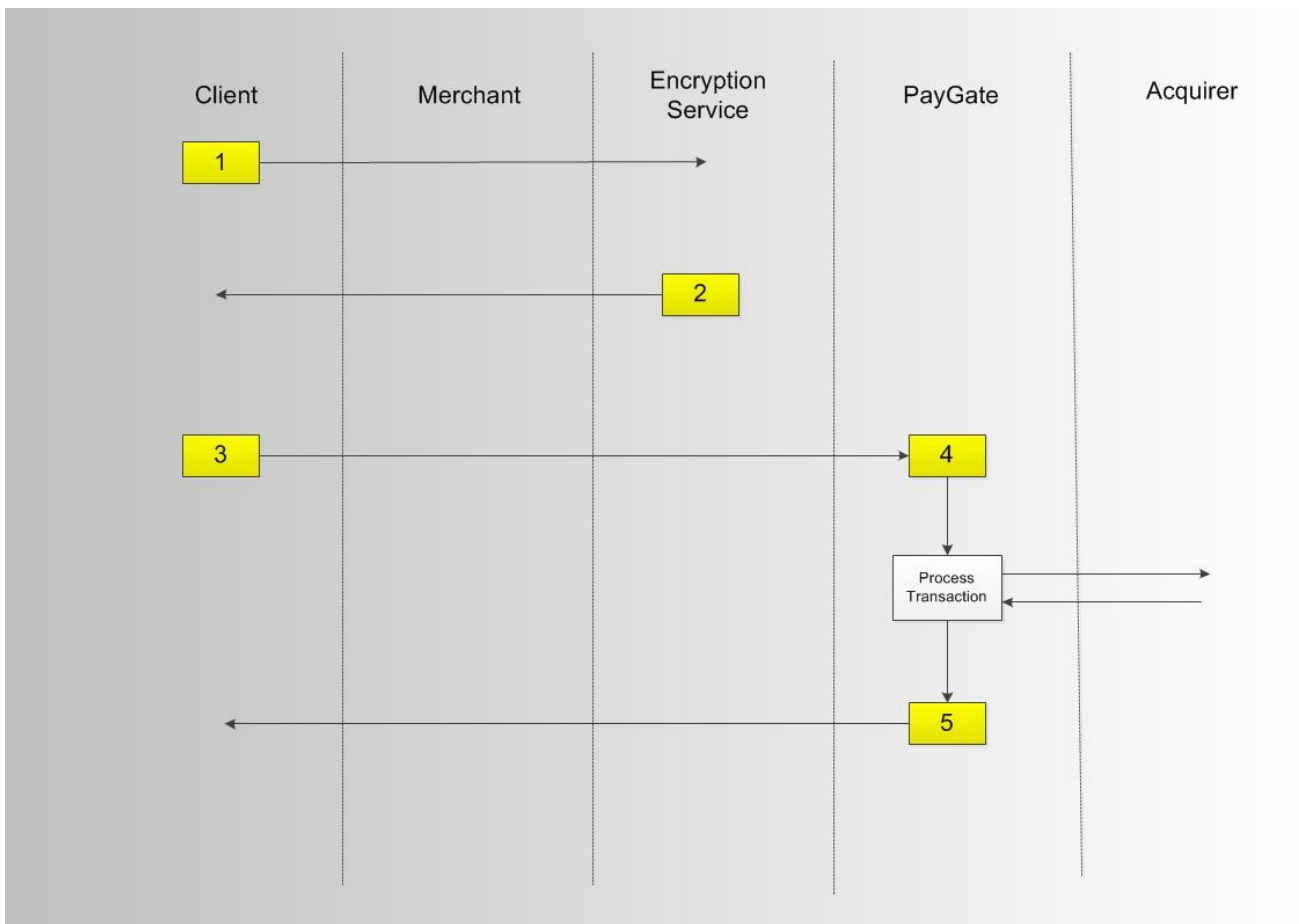 Client
Merchant
Encryption
Service
PayGate
Acquirer
1
2
3
4
Process
Transaction
5